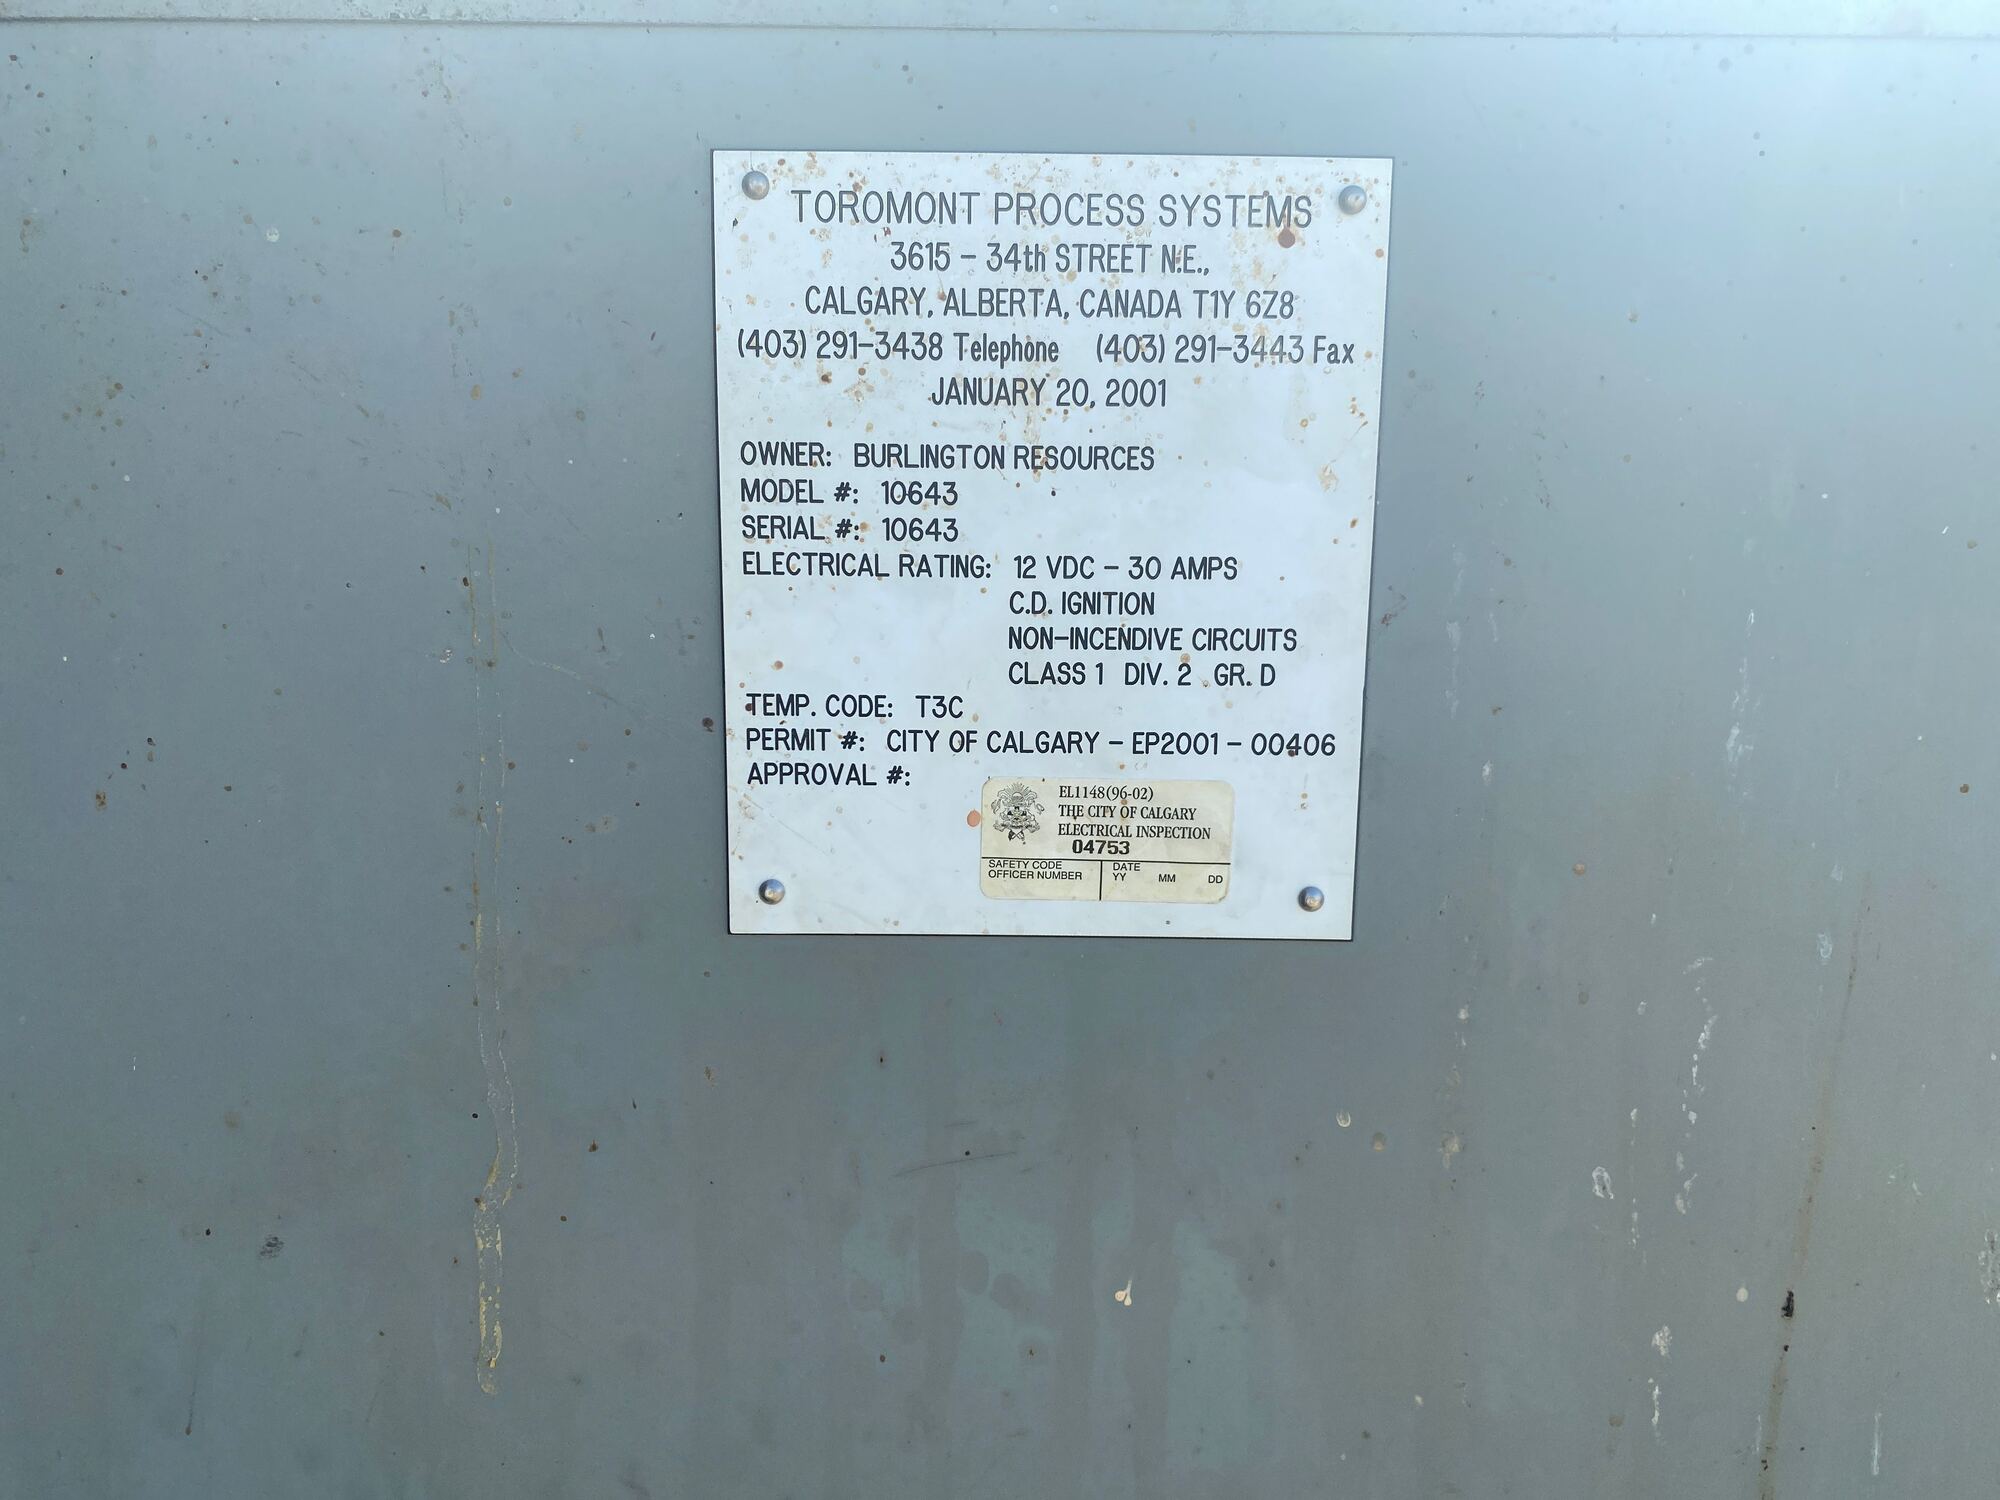 TOROMONT PROCESS SYSTEMS
3615 - 34th STREET N.E.,
CALGARY, ALBERTA, CANADA T1Y 6Z8
(403) 291-3438 Telephone (403) 291-3443 Fax
JANUARY 20, 2001
OWNER: BURLINGTON RESOURCES
MODEL #: 10643
SERIAL #: 10643
ELECTRICAL RATING: 12 VDC - 30 AMPS
C.D. IGNITION
NON-INCENDIVE CIRCUITS
CLASS 1 DIV. 2 GR. D
TEMP. CODE: T3C
PERMIT #: CITY OF CALGARY - EP2001 - 00406
APPROVAL #:
EL1148(96-02)
THE CITY OF CALGARY
ELECTRICAL INSPECTION
04753
SAFETY CODE
OFFICER NUMBER
DATE
YY MM DD